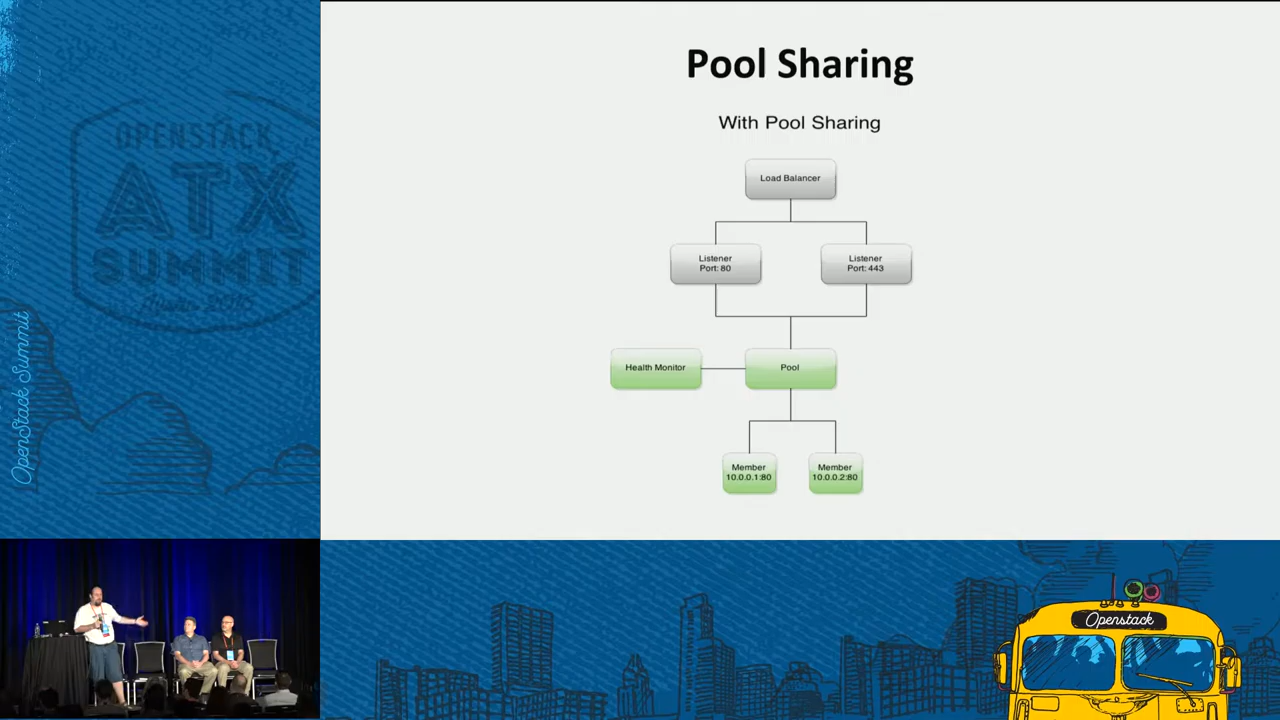 Pool Sharing
With Pool Sharing
Load Balancer
Listener
Port: 80
Listener
Port: 443
Health Monitor
Pool
Member
10.0.0.1:80
Member
10.0.0.2:80
OPENSTACK
ATX
SUMMIT
OpenStack Summit
Openstack